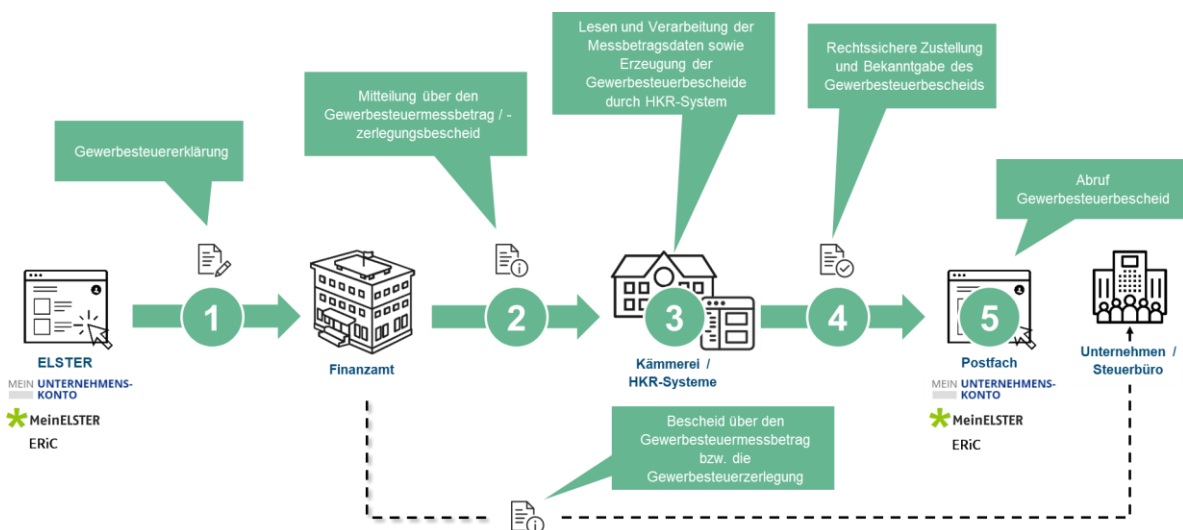 Lesen und Verarbeitung der
Messbetragsdaten sowie
Erzeugung der
Gewerbesteuerbescheide
durch HKR-System
Rechtssichere Zustellung
und Bekanntgabe des
Gewerbesteuerbescheids
Mitteilung über den
Gewerbesteuermessbetrag / -
zerlegungsbescheid
Gewerbesteuererklärung
Abruf
Gewerbesteuerbescheid
1
2
3
4
5
ELSTER
MEIN UNTERNEHMENS-
KONTO
MeinELSTER
ERiC
Finanzamt
Kämmerei /
HKR-Systeme
Postfach
MEIN UNTERNEHMENS-
KONTO
MeinELSTER
ERiC
Unternehmen /
Steuerbüro
Bescheid über den
Gewerbesteuermessbetrag
bzw. die
Gewerbesteuerzerlegung